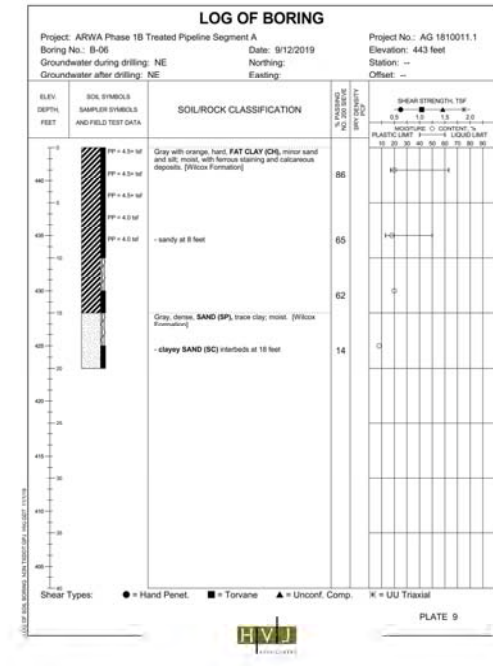 LOG OF BORING
Project: ARWA Phase 1B Treated Pipeline Segment A Project No.: AG 1810011.1
Boring No.: B-06 Date: 9/12/2019 Elevation: 443 feet
Groundwater during drilling: NE Northing: Station: --
Groundwater after drilling: NE Easting: Offset: --
ELEV. DEPTH, FEET
SOIL SYMBOLS SAMPLER SYMBOLS AND FIELD TEST DATA
SOIL/ROCK CLASSIFICATION
% PASSING NO. 200 SIEVE
DRY DENSITY PCF
SHEAR STRENGTH, TSF
0.5 1.0 1.5 2.0
MOISTURE CONTENT, %
PLASTIC LIMIT LIQUID LIMIT
10 20 30 40 50 60 70 80 90
0
PP = 4.5+ tsf Gray with orange, hard, FAT CLAY (CH), minor sand
and silt; moist, with ferrous staining and calcareous
deposits. [Wilcox Formation]
PP = 4.5+ tsf 86
440
PP = 4.5+ tsf
5
PP = 4.0 tsf
435 PP = 4.0 tsf - sandy at 8 feet 65
10
430 62
15 Gray, dense, SAND (SP), trace clay; moist. [Wilcox
Formation]
425 - clayey SAND (SC) interbeds at 18 feet 14
20
420
25
415
30
410
35
400
40
Shear Types: = Hand Penet. = Torvane = Unconf. Comp. = UU Triaxial
PLATE 9
HVJ
ASSOCIATES